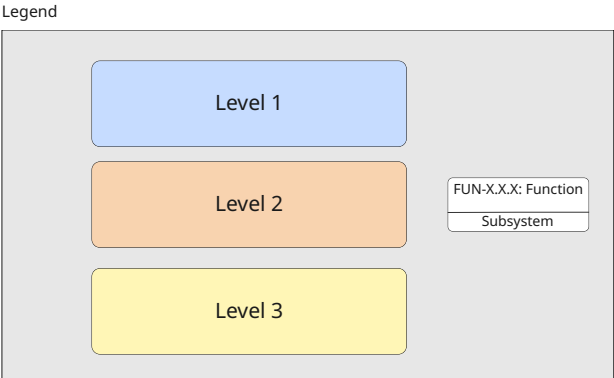 Legend
Level 1
Level 2
FUN-X.X.X: Function
Subsystem
Level 3